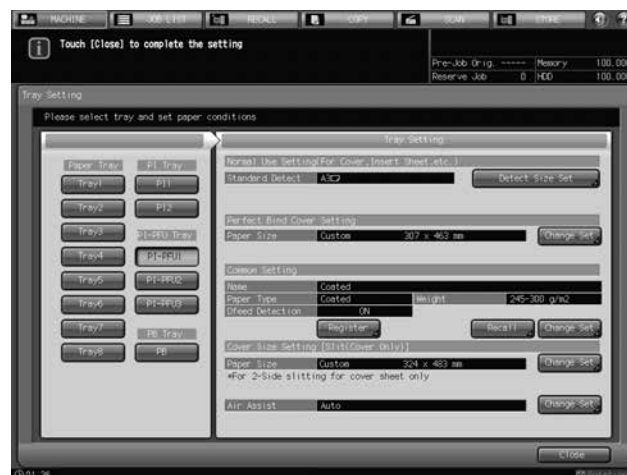 MACHINE JOB LIST RECALL COPY SCAN STORE
Touch [Close] to complete the setting
Pre-Job Orig. ----- Memory 100.00
Reserve Job 0 HDD 100.00
Tray Setting
Please select tray and set paper conditions
Tray Setting
Paper Tray PI Tray
Tray1 PI1
Tray2 PI2
Tray3 PI-PFU Tray
Tray4 PI-PFU1
Tray5 PI-PFU2
Tray6 PI-PFU3
Tray7 PB Tray
Tray8 PB
Normal Use Setting(For Cover,Insert Sheet,etc.)
Standard Detect A3 Detect Size Set
Perfect Bind Cover Setting
Paper Size Custom 307 x 463 mm Change Set
Common Setting
Name Coated
Paper Type Coated Weight 245-300 g/m2
Dfeed Detection ON
Register Recall Change Set
Cover Size Setting [Slit(Cover Only)]
Paper Size Custom 324 x 483 mm Change Set
*For 2-Side slitting for cover sheet only
Air Assist Auto Change Set
Close
01:26